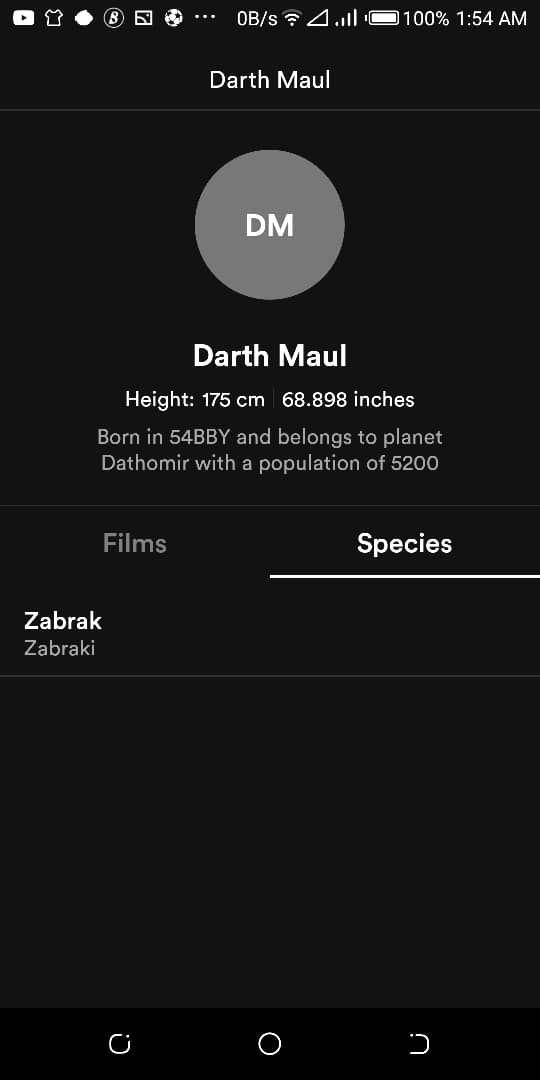 0B/s 100% 1:54 AM
Darth Maul
DM
Darth Maul
Height: 175 cm 68.898 inches
Born in 54BBY and belongs to planet
Dathomir with a population of 5200
Films Species
Zabrak
Zabraki